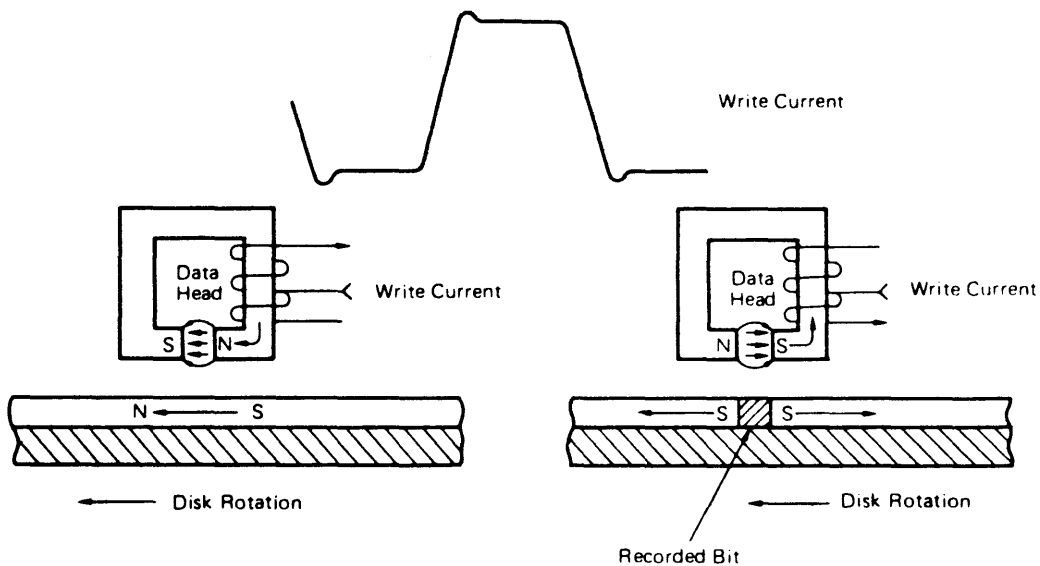 Write Current
Data
Head
Write Current
S N
N S
Disk Rotation
Data
Head
Write Current
N S
S S
Disk Rotation
Recorded Bit